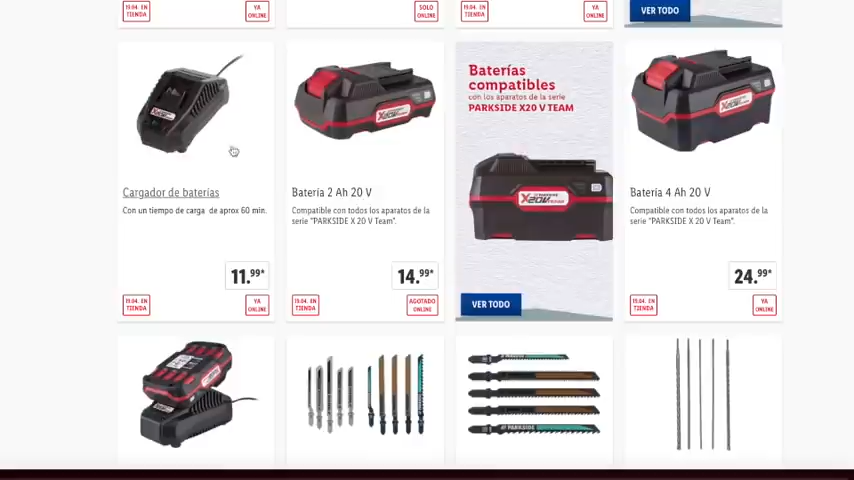 19.04. EN
TIENDA
YA
ONLINE
SOLO
ONLINE
19.04. EN
TIENDA
YA
ONLINE
VER TODO
Cargador de baterías
Con un tiempo de carga de aprox 60 min.
11.99*
19.04. EN
TIENDA
YA
ONLINE
Batería 2 Ah 20 V
Compatible con todos los aparatos de la
serie "PARKSIDE X 20 V Team".
14.99*
19.04. EN
TIENDA
AGOTADO
ONLINE
Baterías
compatibles
con los aparatos de la serie
PARKSIDE X20 V TEAM
X20V TEAM
VER TODO
Batería 4 Ah 20 V
Compatible con todos los aparatos de la
serie "PARKSIDE X 20 V Team".
24.99*
19.04. EN
TIENDA
YA
ONLINE
PARKSIDE